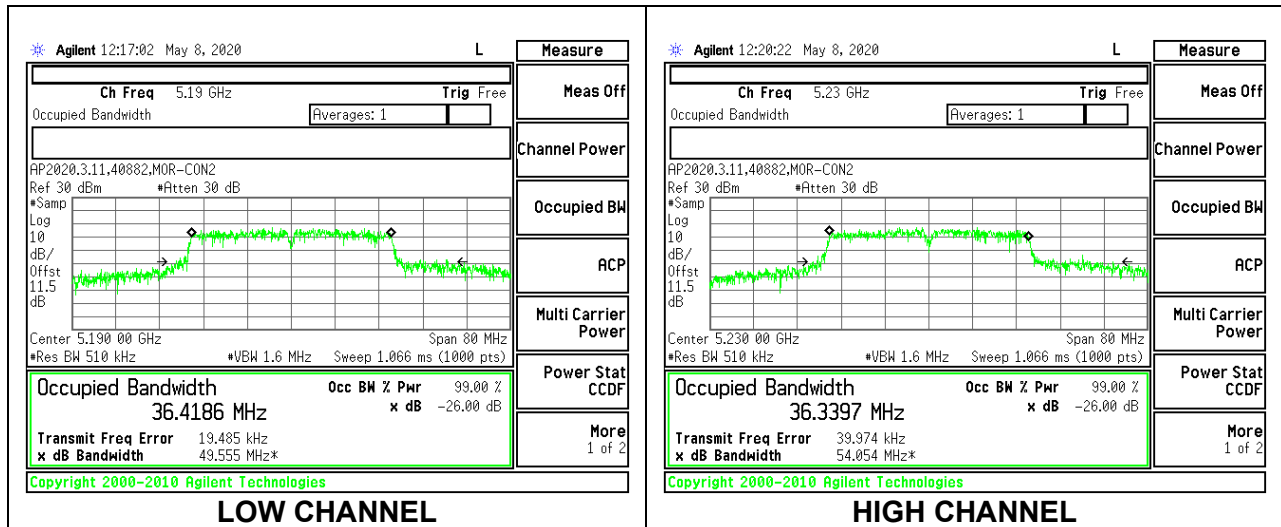 Agilent 12:17:02 May 8, 2020 L
Measure
Ch Freq 5.19 GHz Trig Free
Occupied Bandwidth Averages: 1
AP2020.3.11,40882,MOR-CON2
Ref 30 dBm #Atten 30 dB
#Samp
Log
10
dB/
Offst
11.5
dB
Center 5.190 00 GHz Span 80 MHz
#Res BW 510 kHz #VBW 1.6 MHz Sweep 1.066 ms (1000 pts)
Occupied Bandwidth Occ BW % Pwr 99.00 %
36.4186 MHz x dB -26.00 dB
Transmit Freq Error 19.485 kHz
x dB Bandwidth 49.555 MHz*
Copyright 2000-2010 Agilent Technologies
Meas Off
Channel Power
Occupied BW
ACP
Multi Carrier
Power
Power Stat
CCDF
More
1 of 2
LOW CHANNEL
Agilent 12:20:22 May 8, 2020 L
Measure
Ch Freq 5.23 GHz Trig Free
Occupied Bandwidth Averages: 1
AP2020.3.11,40882,MOR-CON2
Ref 30 dBm #Atten 30 dB
#Samp
Log
10
dB/
Offst
11.5
dB
Center 5.230 00 GHz Span 80 MHz
#Res BW 510 kHz #VBW 1.6 MHz Sweep 1.066 ms (1000 pts)
Occupied Bandwidth Occ BW % Pwr 99.00 %
36.3397 MHz x dB -26.00 dB
Transmit Freq Error 39.974 kHz
x dB Bandwidth 54.054 MHz*
Copyright 2000-2010 Agilent Technologies
Meas Off
Channel Power
Occupied BW
ACP
Multi Carrier
Power
Power Stat
CCDF
More
1 of 2
HIGH CHANNEL